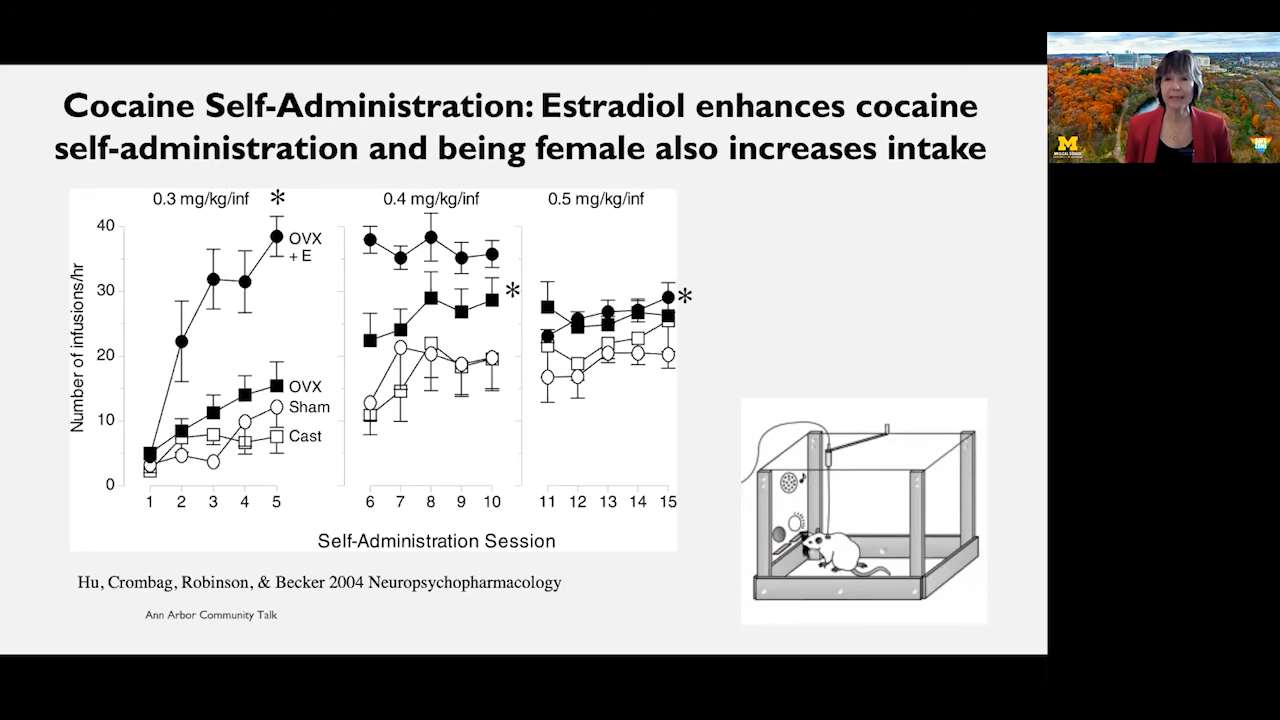 Cocaine Self-Administration: Estradiol enhances cocaine
self-administration and being female also increases intake
0.3 mg/kg/inf
*
0.4 mg/kg/inf
0.5 mg/kg/inf
Number of infusions/hr
40
30
20
10
0
OVX
+ E
OVX
Sham
Cast
*
*
1 2 3 4 5
6 7 8 9 10
11 12 13 14 15
Self-Administration Session
Hu, Crombag, Robinson, & Becker 2004 Neuropsychopharmacology
Ann Arbor Community Talk
M